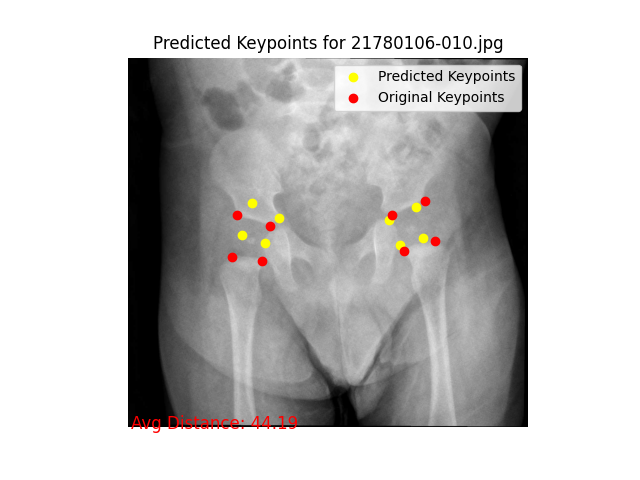 Predicted Keypoints for 21780106-010.jpg
Predicted Keypoints
Original Keypoints
Avg Distance: 44.19